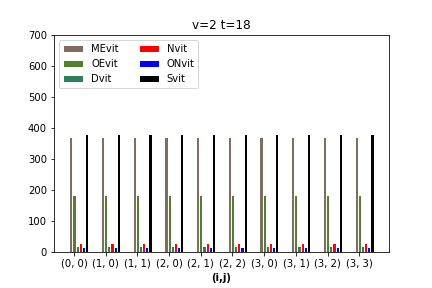 v=2 t=18
700
600
500
400
300
200
100
0
MEvit
OEvit
Dvit
Nvit
ONvit
Svit
(0, 0) (1, 0) (1, 1) (2, 0) (2, 1) (2, 2) (3, 0) (3, 1) (3, 2) (3, 3)
(i,j)